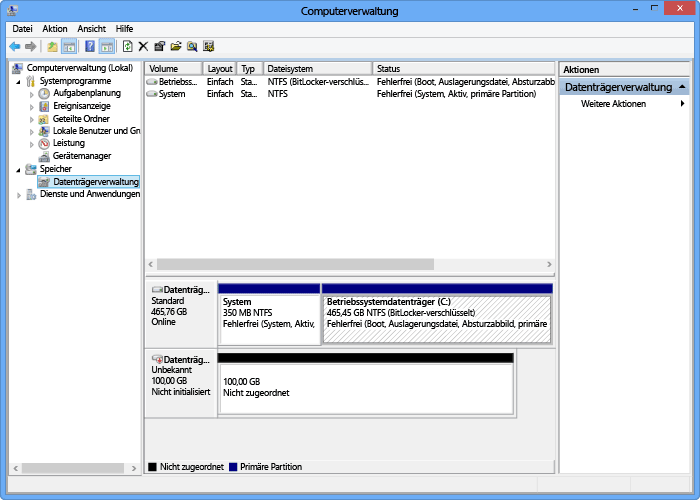 Computerverwaltung
Datei Aktion Ansicht Hilfe
Computerverwaltung (Lokal)
Systemprogramme
Aufgabenplanung
Ereignisanzeige
Geteilte Ordner
Lokale Benutzer und Gr
Leistung
Gerätemanager
Speicher
Datenträgerverwaltung
Dienste und Anwendungen
Volume Layout Typ Dateisystem Status
Betriebss... Einfach Sta... NTFS (BitLocker-verschlüs... Fehlerfrei (Boot, Auslagerungsdatei, Absturzabb
System Einfach Sta... NTFS Fehlerfrei (System, Aktiv, primäre Partition)
Datenträg...
Standard
465,76 GB
Online
System
350 MB NTFS
Fehlerfrei (System, Aktiv,
Betriebssystemdatenträger (C:)
465,45 GB NTFS (BitLocker-verschlüsselt)
Fehlerfrei (Boot, Auslagerungsdatei, Absturzabbild, primäre
Datenträg...
Unbekannt
100,00 GB
Nicht initialisiert
100,00 GB
Nicht zugeordnet
Nicht zugeordnet Primäre Partition
Aktionen
Datenträgerverwaltung
Weitere Aktionen